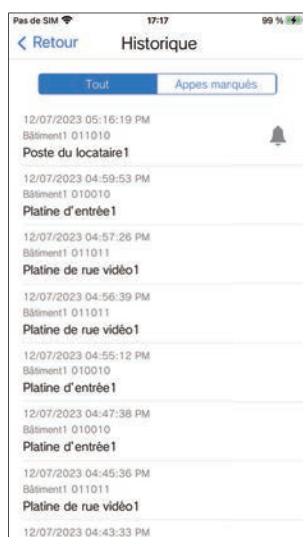 Pas de SIM 17:17 99 %
Retour Historique
Tout Appes marqués
12/07/2023 05:16:19 PM
Bâtiment1 011010
Poste du locataire1
12/07/2023 04:59:53 PM
Bâtiment1 010010
Platine d'entrée1
12/07/2023 04:57:26 PM
Bâtiment1 011011
Platine de rue vidéo1
12/07/2023 04:56:39 PM
Bâtiment1 011011
Platine de rue vidéo1
12/07/2023 04:55:12 PM
Bâtiment1 010010
Platine d'entrée1
12/07/2023 04:47:38 PM
Bâtiment1 010010
Platine d'entrée1
12/07/2023 04:45:36 PM
Bâtiment1 011011
Platine de rue vidéo1
12/07/2023 04:43:33 PM